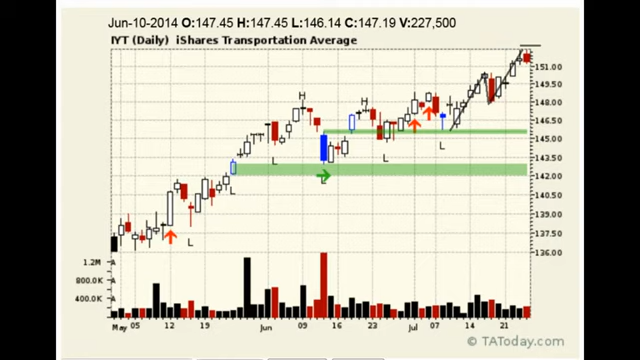 Jun-10-2014 O:147.45 H:147.45 L:146.14 C:147.19 V:227,500
IYT (Daily) iShares Transportation Average
151.00
149.50
148.00
146.50
145.00
143.50
142.00
140.50
139.00
137.50
136.00
H
H
L
L
L
L
L
L
L
1.2M
800.0K
400.0K
A
A
A
May 05 12 19 Jun 09 16 23 Jul 07 14 21
© TAToday.com